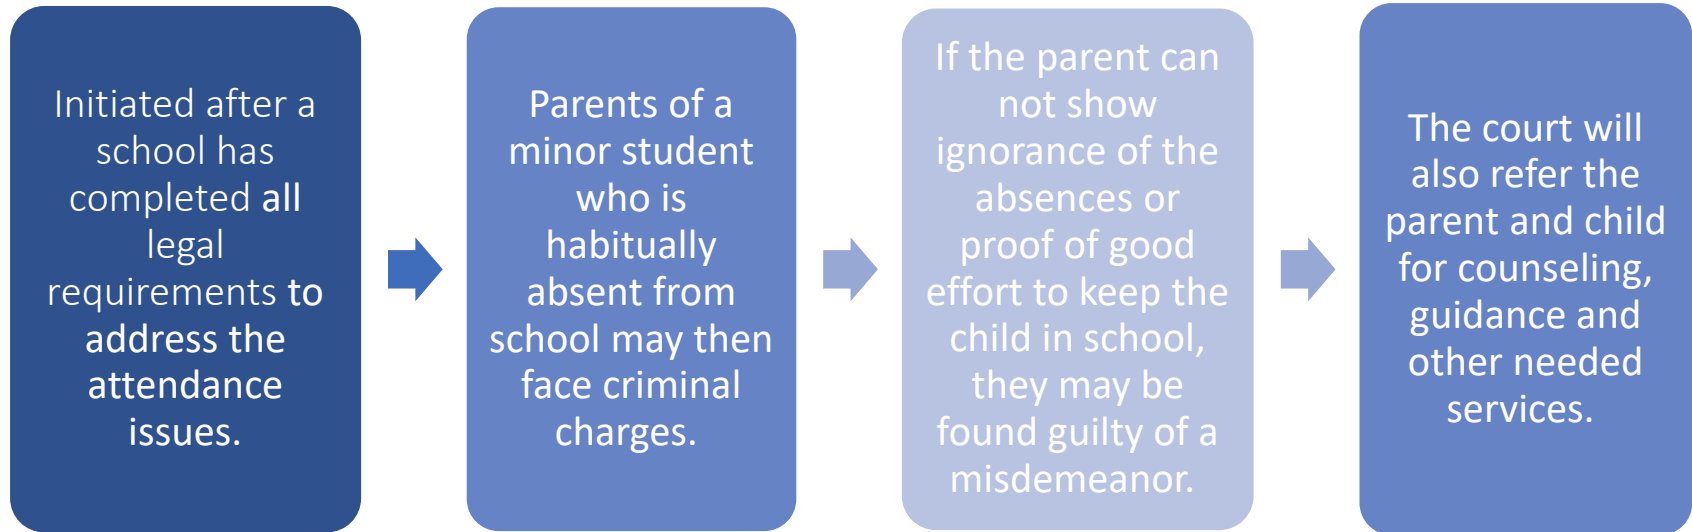 Initiated after a
school has
completed all
legal
requirements to
address the
attendance
issues.
Parents of a
minor student
who is
habitually
absent from
school may then
face criminal
charges.
If the parent can
not show
ignorance of the
absences or
proof of good
effort to keep the
child in school,
they may be
found guilty of a
misdemeanor.
The court will
also refer the
parent and child
for counseling,
guidance and
other needed
services.